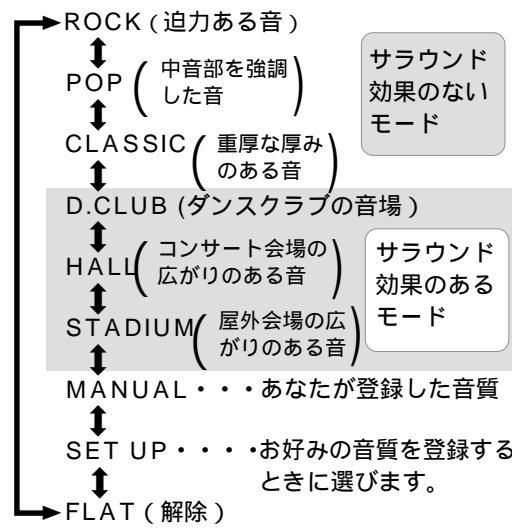 ROCK(迫力ある音)
POP(中音部を強調
した音)
サラウンド
効果のない
モード
CLASSIC(重厚な厚み
のある音)
D.CLUB (ダンスクラブの音場)
HALL(コンサート会場の
広がりのある音)
サラウンド
効果のある
モード
STADIUM(屋外会場の広
がりのある音)
MANUAL・・・あなたが登録した音質
SET UP・・・・お好みの音質を登録する
ときに選びます。
FLAT(解除)